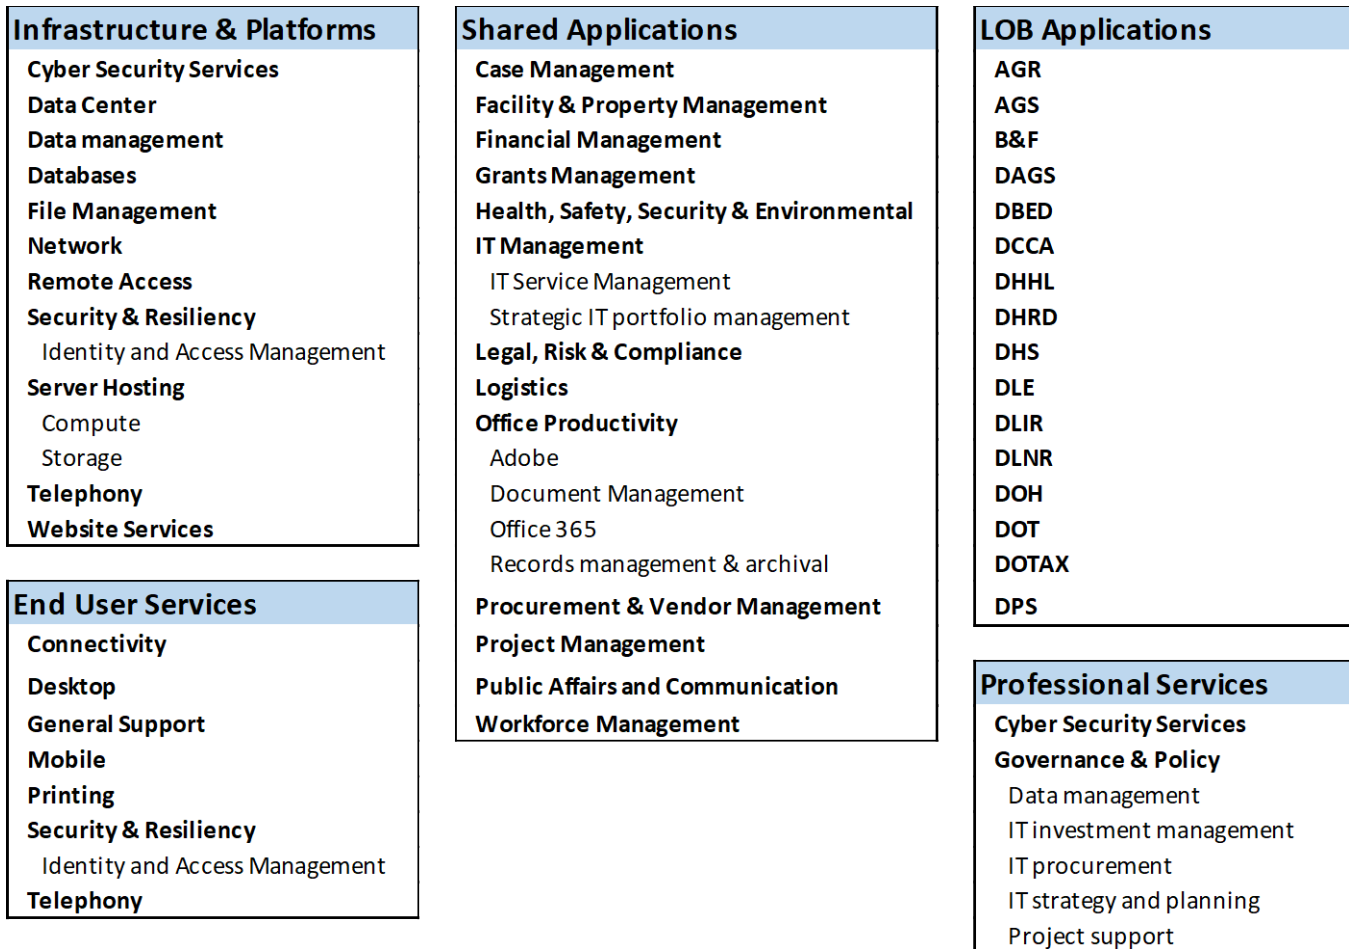 Infrastructure & Platforms
Cyber Security Services
Data Center
Data management
Databases
File Management
Network
Remote Access
Security & Resiliency
Identity and Access Management
Server Hosting
Compute
Storage
Telephony
Website Services
End User Services
Connectivity
Desktop
General Support
Mobile
Printing
Security & Resiliency
Identity and Access Management
Telephony
Shared Applications
Case Management
Facility & Property Management
Financial Management
Grants Management
Health, Safety, Security & Environmental
IT Management
IT Service Management
Strategic IT portfolio management
Legal, Risk & Compliance
Logistics
Office Productivity
Adobe
Document Management
Office 365
Records management & archival
Procurement & Vendor Management
Project Management
Public Affairs and Communication
Workforce Management
LOB Applications
AGR
AGS
B&F
DAGS
DBED
DCCA
DHHL
DHRD
DHS
DLE
DLIR
DLNR
DOH
DOT
DOTAX
DPS
Professional Services
Cyber Security Services
Governance & Policy
Data management
IT investment management
IT procurement
IT strategy and planning
Project support